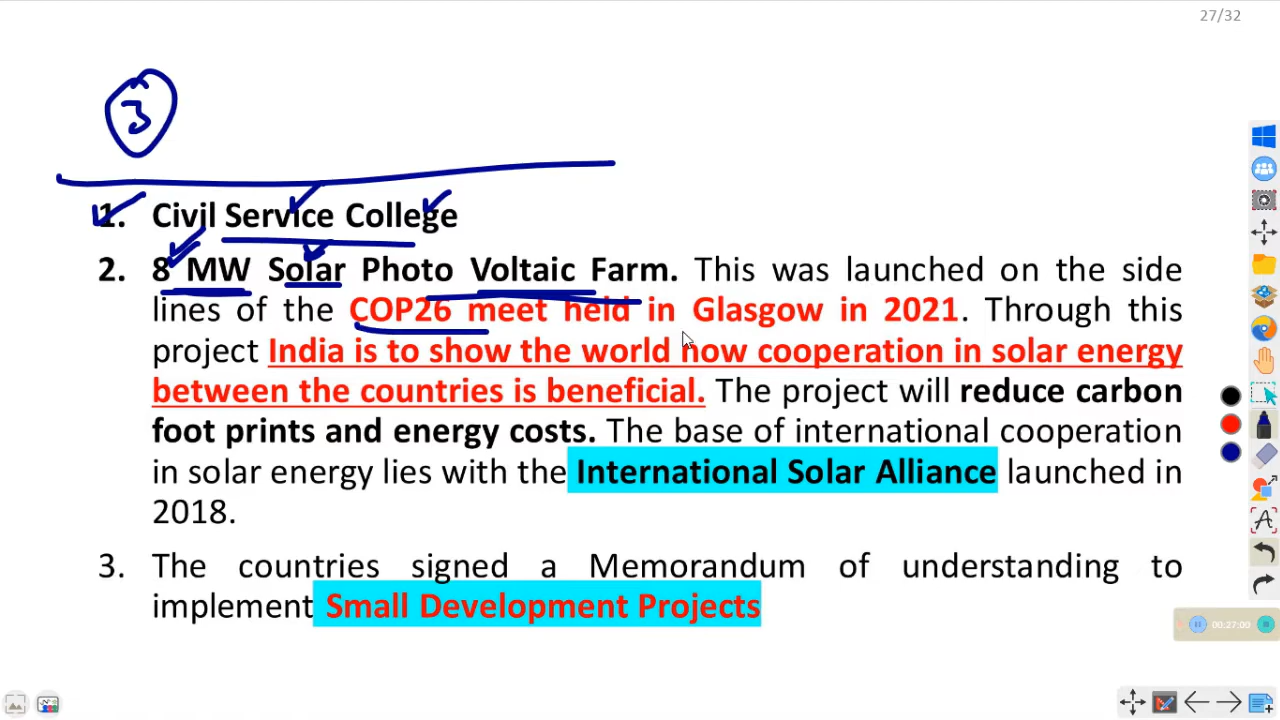 27/32
3
1. Civil Service College
2. 8 MW Solar Photo Voltaic Farm. This was launched on the side
lines of the COP26 meet held in Glasgow in 2021. Through this
project India is to show the world how cooperation in solar energy
between the countries is beneficial. The project will reduce carbon
foot prints and energy costs. The base of international cooperation
in solar energy lies with the International Solar Alliance launched in
2018.
3. The countries signed a Memorandum of understanding to
implement Small Development Projects
00:27:00